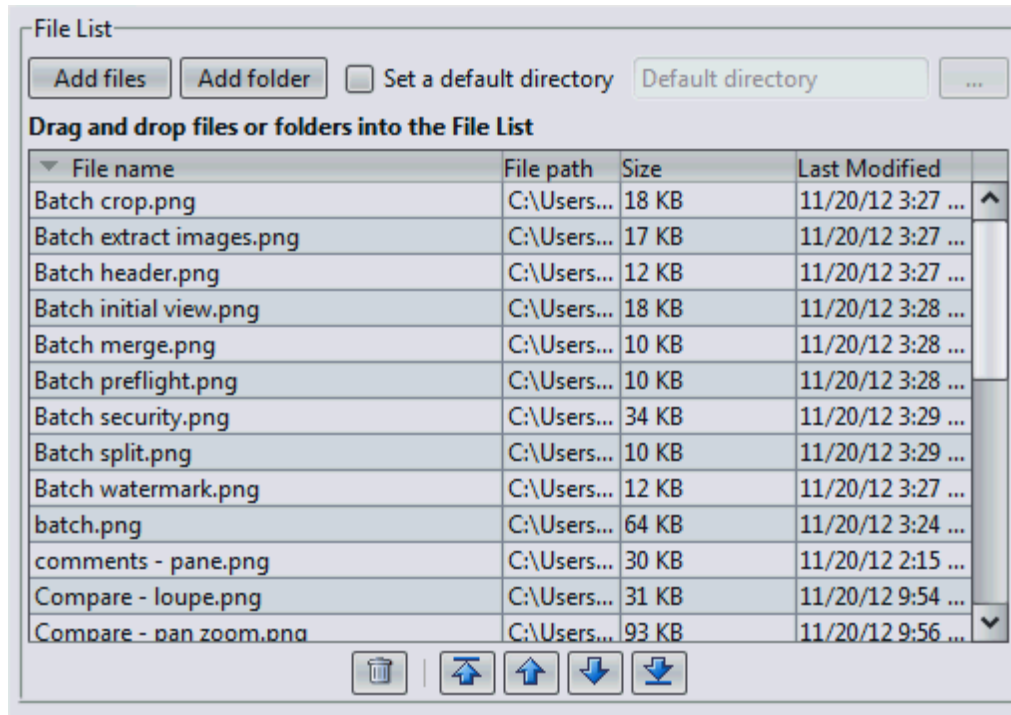 File List
Add files Add folder Set a default directory Default directory ...
Drag and drop files or folders into the File List
File name File path Size Last Modified
Batch crop.png C:\Users... 18 KB 11/20/12 3:27 ...
Batch extract images.png C:\Users... 17 KB 11/20/12 3:27 ...
Batch header.png C:\Users... 12 KB 11/20/12 3:27 ...
Batch initial view.png C:\Users... 18 KB 11/20/12 3:28 ...
Batch merge.png C:\Users... 10 KB 11/20/12 3:28 ...
Batch preflight.png C:\Users... 10 KB 11/20/12 3:28 ...
Batch security.png C:\Users... 34 KB 11/20/12 3:29 ...
Batch split.png C:\Users... 10 KB 11/20/12 3:29 ...
Batch watermark.png C:\Users... 12 KB 11/20/12 3:27 ...
batch.png C:\Users... 64 KB 11/20/12 3:24 ...
comments - pane.png C:\Users... 30 KB 11/20/12 2:15 ...
Compare - loupe.png C:\Users... 31 KB 11/20/12 9:54 ...
Compare - pan zoom.png C:\Users... 93 KB 11/20/12 9:56 ...